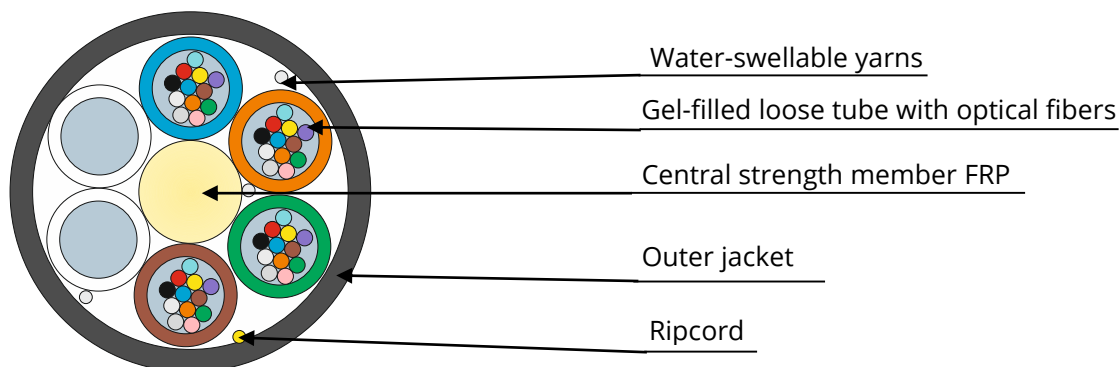 Water-swellable yarns
Gel-filled loose tube with optical fibers
Central strength member FRP
Outer jacket
Ripcord